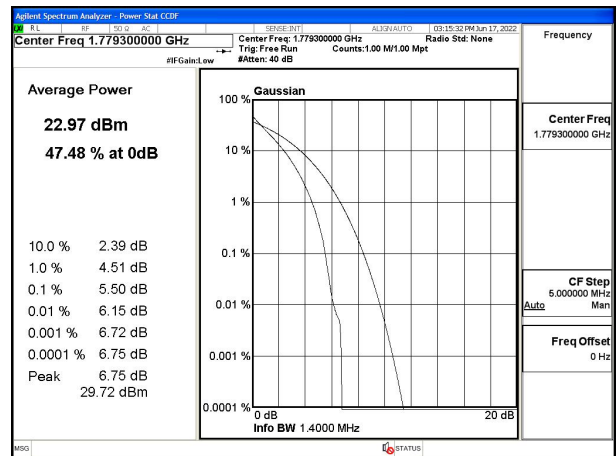 Agilent Spectrum Analyzer - Power Stat CCDF
RL RF 50 Ω AC SENSE:INT ALIGNAUTO 03:15:32 PM Jun 17, 2022
Center Freq 1.779300000 GHz
#IFGain:Low
Center Freq: 1.779300000 GHz Radio Std: None
Trig: Free Run Counts:1.00 M/1.00 Mpt
#Atten: 40 dB
Frequency
Average Power
22.97 dBm
47.48 % at 0dB
10.0 % 2.39 dB
1.0 % 4.51 dB
0.1 % 5.50 dB
0.01 % 6.15 dB
0.001 % 6.72 dB
0.0001 % 6.75 dB
Peak 6.75 dB
29.72 dBm
Gaussian
100 %
10 %
1 %
0.1 %
0.01 %
0.001 %
0.0001 %
0 dB 20 dB
Info BW 1.4000 MHz
Center Freq
1.779300000 GHz
CF Step
5.000000 MHz
Auto Man
Freq Offset
0 Hz
MSG STATUS